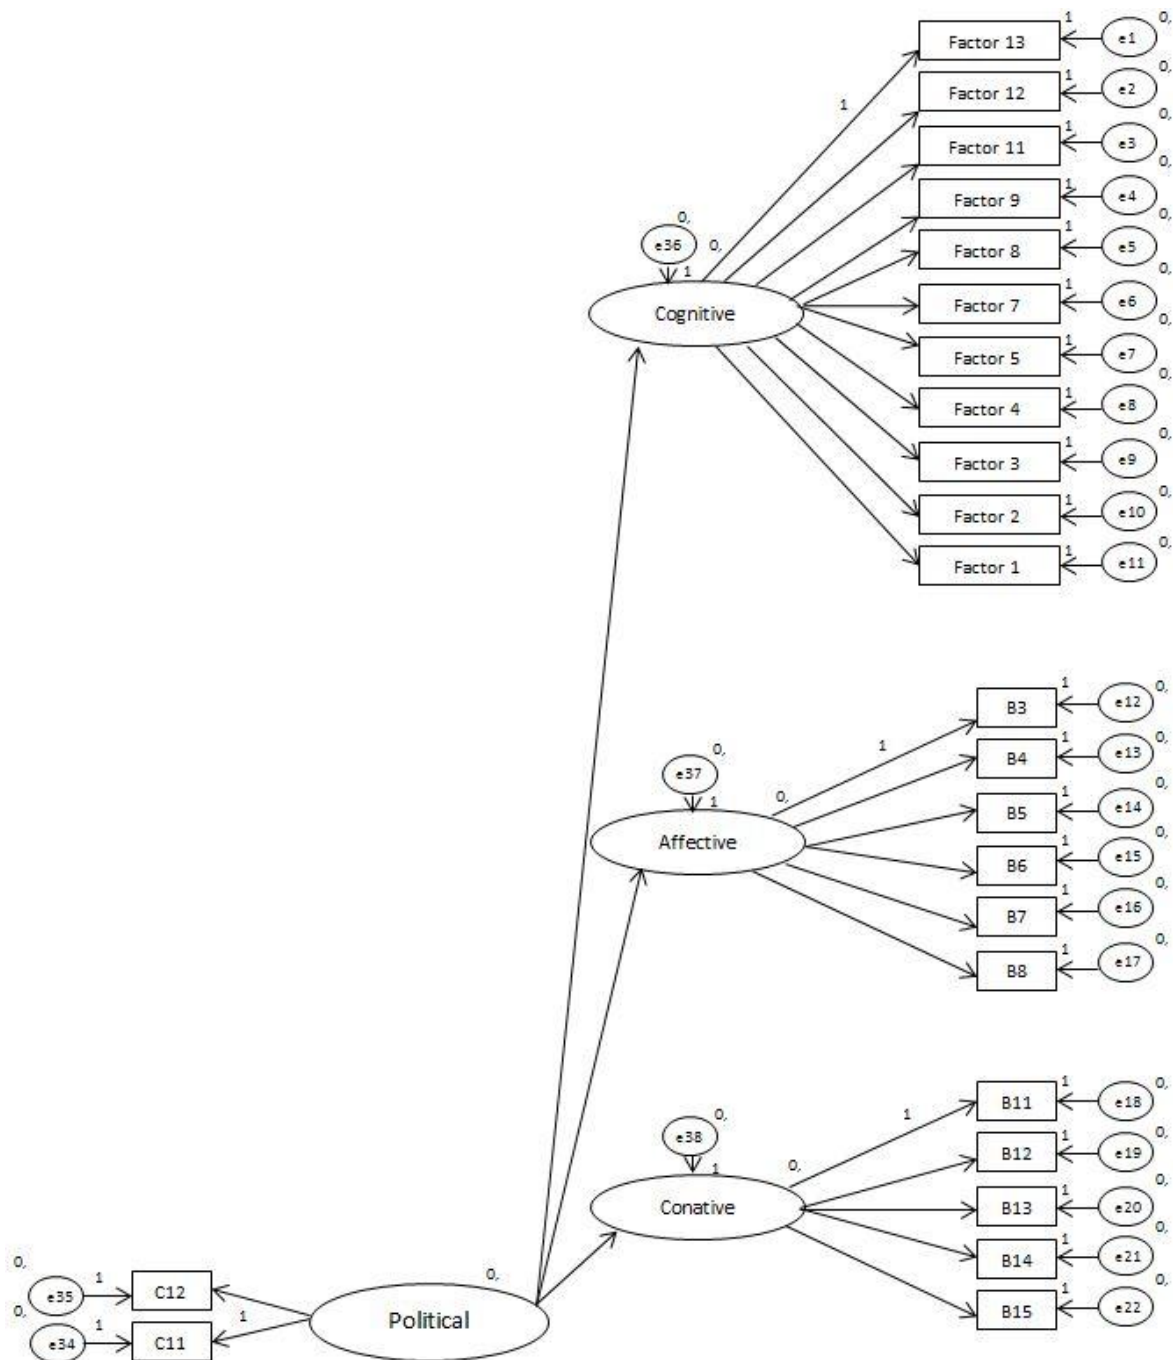 1 0,
Factor 13 e1
0,
1
Factor 12 e2
1 0,
1
Factor 11 e3
0,
1
Factor 9 e4
0,
0, 0,
e36
1
Factor 8 e5
1 0,
Cognitive
1
Factor 7 e6
0,
1
Factor 5 e7
0,
1
Factor 4 e8
0,
1
Factor 3 e9
0,
1
Factor 2 e10
0,
1
Factor 1 e11
1 0,
B3 e12
0,
1
1 0,
B4 e13
e37
0,
0,
1 1
B5 e14
0,
Affective
1
B6 e15
0,
1
B7 e16
0,
1
B8 e17
1 0,
B11 e18
1
0,
0,
e38
1
B12 e19
1 0,
0,
Conative
1
B13 e20
0,
1
B14 e21
0,
1
B15 e22
0,
1
e35 C12
0,
0,
1 1
e34 C11
Political